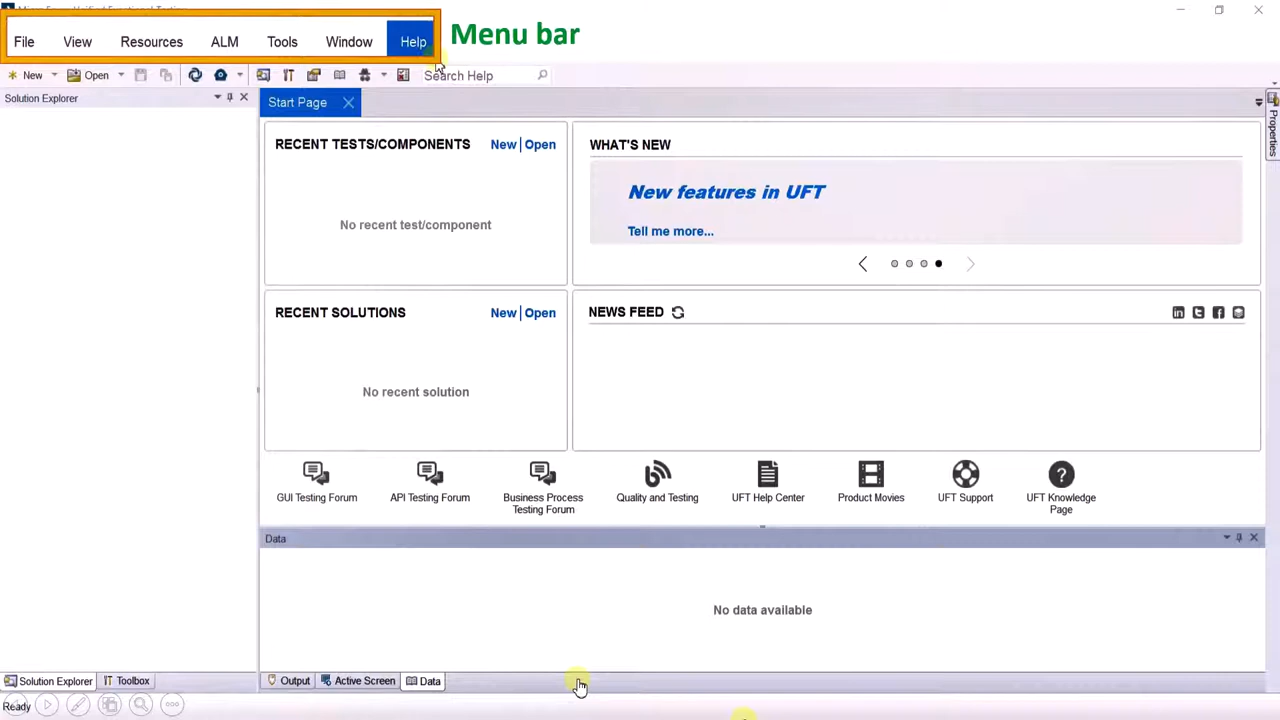 File View Resources ALM Tools Window Help
Menu bar
New Open Search Help
Solution Explorer
Start Page
Properties
RECENT TESTS/COMPONENTS New Open
No recent test/component
WHAT'S NEW
New features in UFT
Tell me more...
RECENT SOLUTIONS New Open
No recent solution
NEWS FEED
GUI Testing Forum
API Testing Forum
Business Process
Testing Forum
Quality and Testing
UFT Help Center
Product Movies
UFT Support
UFT Knowledge
Page
Data
No data available
Solution Explorer Toolbox
Output Active Screen Data
Ready